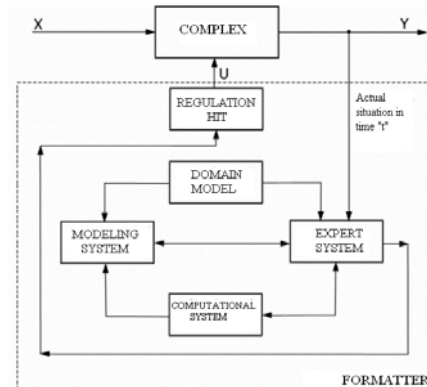 X
COMPLEX
Y
U
REGULATION
HIT
Actual
situation in
time "t"
DOMAIN
MODEL
MODELING
SYSTEM
EXPERT
SYSTEM
COMPUTATIONAL
SYSTEM
FORMATTER